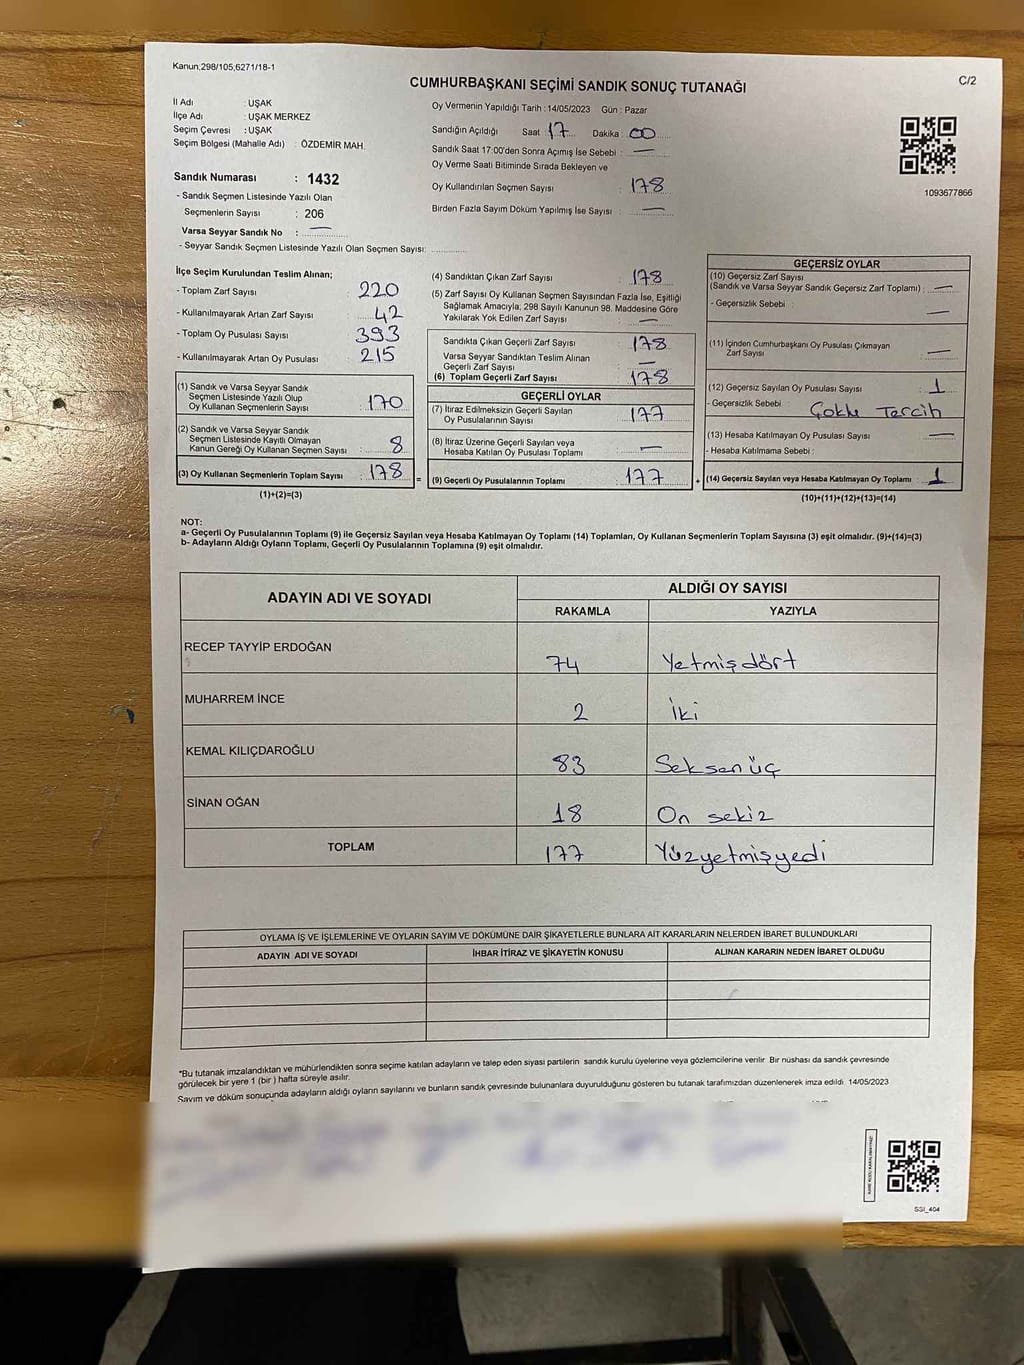 Kanun;298/105,6271/18-1
C/2
CUMHURBAŞKANI SEÇİMİ SANDIK SONUÇ TUTANAĞI
İl Adı : UŞAK
İlçe Adı : UŞAK MERKEZ
Seçim Çevresi : UŞAK
Seçim Bölgesi (Mahalle Adı) : ÖZDEMİR MAH.
Sandık Numarası : 1432
- Sandık Seçmen Listesinde Yazılı Olan
Seçmenlerin Sayısı : 206
Varsa Seyyar Sandık No : —
- Seyyar Sandık Seçmen Listesinde Yazılı Olan Seçmen Sayısı:
Oy Vermenin Yapıldığı Tarih : 14/05/2023 Gün : Pazar
Sandığın Açıldığı Saat : 17 Dakika : 00
Sandık Saat 17:00'den Sonra Açımış İse Sebebi : —
Oy Verme Saati Bitiminde Sırada Bekleyen ve
Oy Kullandırılan Seçmen Sayısı : 178
Birden Fazla Sayım Döküm Yapılmış İse Sayısı : —
1093677866
İlçe Seçim Kurulundan Teslim Alınan;
- Toplam Zarf Sayısı : 220
- Kullanılmayarak Artan Zarf Sayısı : 42
- Toplam Oy Pusulası Sayısı : 393
- Kullanılmayarak Artan Oy Pusulası : 215
(1) Sandık ve Varsa Seyyar Sandık
Seçmen Listesinde Yazılı Olup
Oy Kullanan Seçmenlerin Sayısı : 170
(2) Sandık ve Varsa Seyyar Sandık
Seçmen Listesinde Kayıtlı Olmayan
Kanun Gereği Oy Kullanan Seçmen Sayısı : 8
(3) Oy Kullanan Seçmenlerin Toplam Sayısı : 178
(1)+(2)=(3)
(4) Sandıktan Çıkan Zarf Sayısı : 178
(5) Zarf Sayısı Oy Kullanan Seçmen Sayısından Fazla İse, Eşitliği
Sağlamak Amacıyla, 298 Sayılı Kanunun 98. Maddesine Göre
Yakılarak Yok Edilen Zarf Sayısı : —
Sandıkta Çıkan Geçerli Zarf Sayısı : 178
Varsa Seyyar Sandıktan Teslim Alınan
Geçerli Zarf Sayısı : —
(6) Toplam Geçerli Zarf Sayısı : 178
GEÇERLİ OYLAR
(7) İtiraz Edilmeksizin Geçerli Sayılan
Oy Pusulalarının Sayısı : 177
(8) İtiraz Üzerine Geçerli Sayılan veya
Hesaba Katılan Oy Pusulası Toplamı : —
= (9) Geçerli Oy Pusulalarının Toplamı : 177
GEÇERSİZ OYLAR
(10) Geçersiz Zarf Sayısı
(Sandık ve Varsa Seyyar Sandık Geçersiz Zarf Toplamı) : —
- Geçersizlik Sebebi : —
(11) İçinden Cumhurbaşkanı Oy Pusulası Çıkmayan
Zarf Sayısı : —
(12) Geçersiz Sayılan Oy Pusulası Sayısı : 1
- Geçersizlik Sebebi : Çoklu Tercih
(13) Hesaba Katılmayan Oy Pusulası Sayısı : —
- Hesaba Katılmama Sebebi :
+ (14) Geçersiz Sayılan veya Hesaba Katılmayan Oy Toplamı : 1
(10)+(11)+(12)+(13)=(14)
NOT:
a- Geçerli Oy Pusulalarının Toplamı (9) ile Geçersiz Sayılan veya Hesaba Katılmayan Oy Toplamı (14) Toplamları, Oy Kullanan Seçmenlerin Toplam Sayısına (3) eşit olmalıdır. (9)+(14)=(3)
b- Adayların Aldığı Oyların Toplamı, Geçerli Oy Pusulalarının Toplamına (9) eşit olmalıdır.
ADAYIN ADI VE SOYADI ALDIĞI OY SAYISI
RAKAMLA YAZIYLA
RECEP TAYYİP ERDOĞAN 74 Yetmişdört
MUHARREM İNCE 2 İki
KEMAL KILIÇDAROĞLU 83 Seksenüç
SİNAN OĞAN 18 On sekiz
TOPLAM 177 Yüzyetmişyedi
OYLAMA İŞ VE İŞLEMLERİNE VE OYLARIN SAYIM VE DÖKÜMÜNE DAİR ŞİKAYETLERLE BUNLARA AİT KARARLARIN NELERDEN İBARET BULUNDUKLARI
ADAYIN ADI VE SOYADI İHBAR İTİRAZ VE ŞİKAYETİN KONUSU ALINAN KARARIN NEDEN İBARET OLDUĞU
*Bu tutanak imzalandıktan ve mühürlendikten sonra seçime katılan adayların ve talep eden siyasi partilerin sandık kurulu üyelerine veya gözlemcilerine verilir. Bir nüshası da sandık çevresinde
görülecek bir yere 1 (bir) hafta süreyle asılır.
Sayım ve döküm sonuçunda adayların aldığı oyların sayılarını ve bunların sandık çevresinde bulunanlara duyurulduğunu gösteren bu tutanak tarafımızdan düzenlenerek imza edildi. 14/05/2023
SSI_404